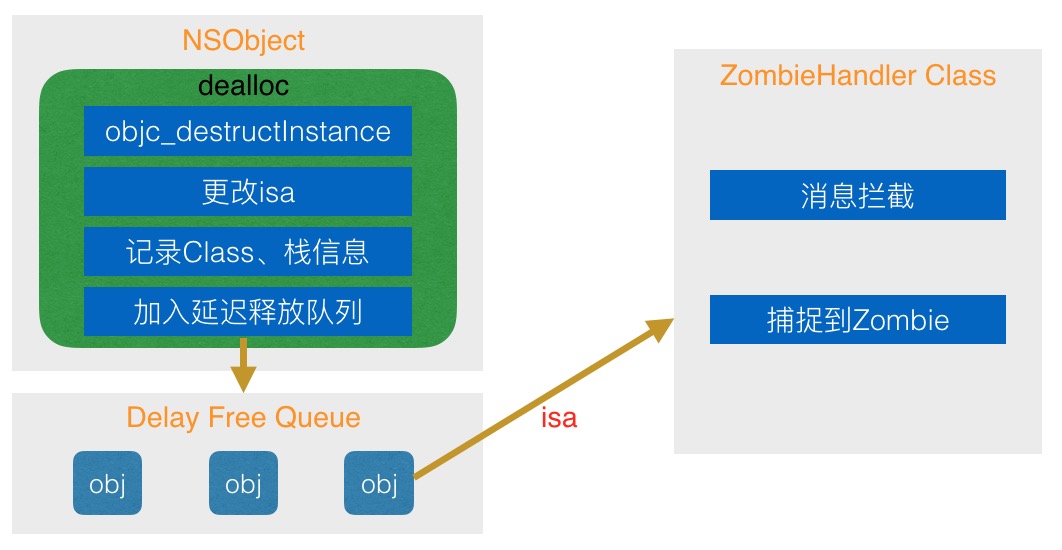 NSObject
dealloc
objc_destructInstance
更改isa
记录Class、栈信息
加入延迟释放队列
Delay Free Queue
obj
obj
obj
isa
ZombieHandler Class
消息拦截
捕捉到Zombie